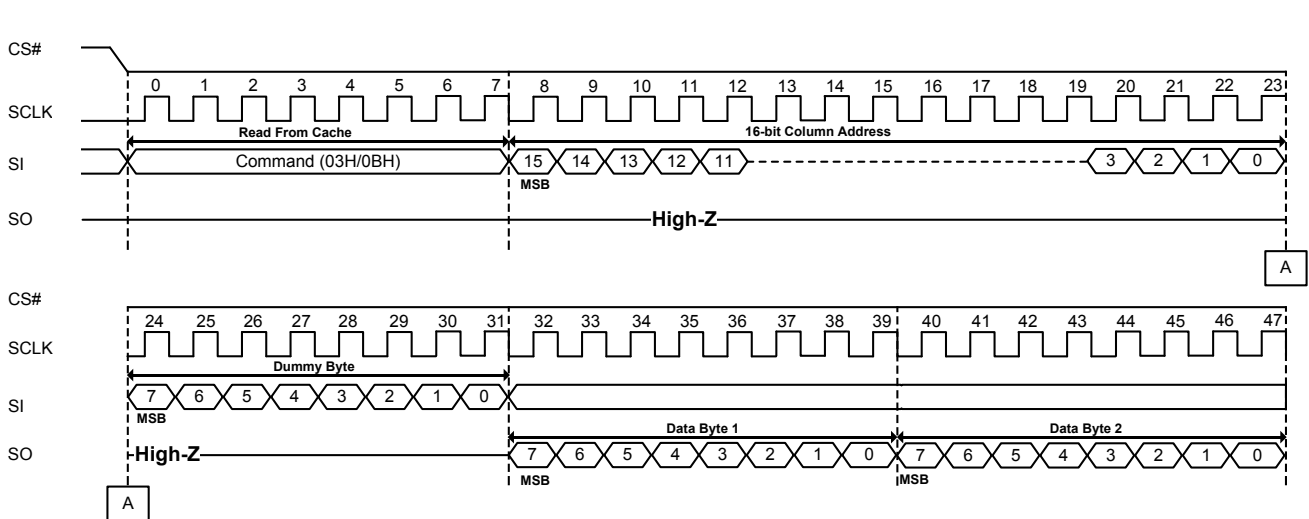 CS#
0 1 2 3 4 5 6 7 8 9 10 11 12 13 14 15 16 17 18 19 20 21 22 23
SCLK
Read From Cache 16-bit Column Address
SI Command (03H/0BH) 15 14 13 12 11 3 2 1 0
MSB
SO High-Z
A
CS#
24 25 26 27 28 29 30 31 32 33 34 35 36 37 38 39 40 41 42 43 44 45 46 47
SCLK
Dummy Byte
SI 7 6 5 4 3 2 1 0
MSB
Data Byte 1 Data Byte 2
SO High-Z 7 6 5 4 3 2 1 0 7 6 5 4 3 2 1 0
MSB MSB
A